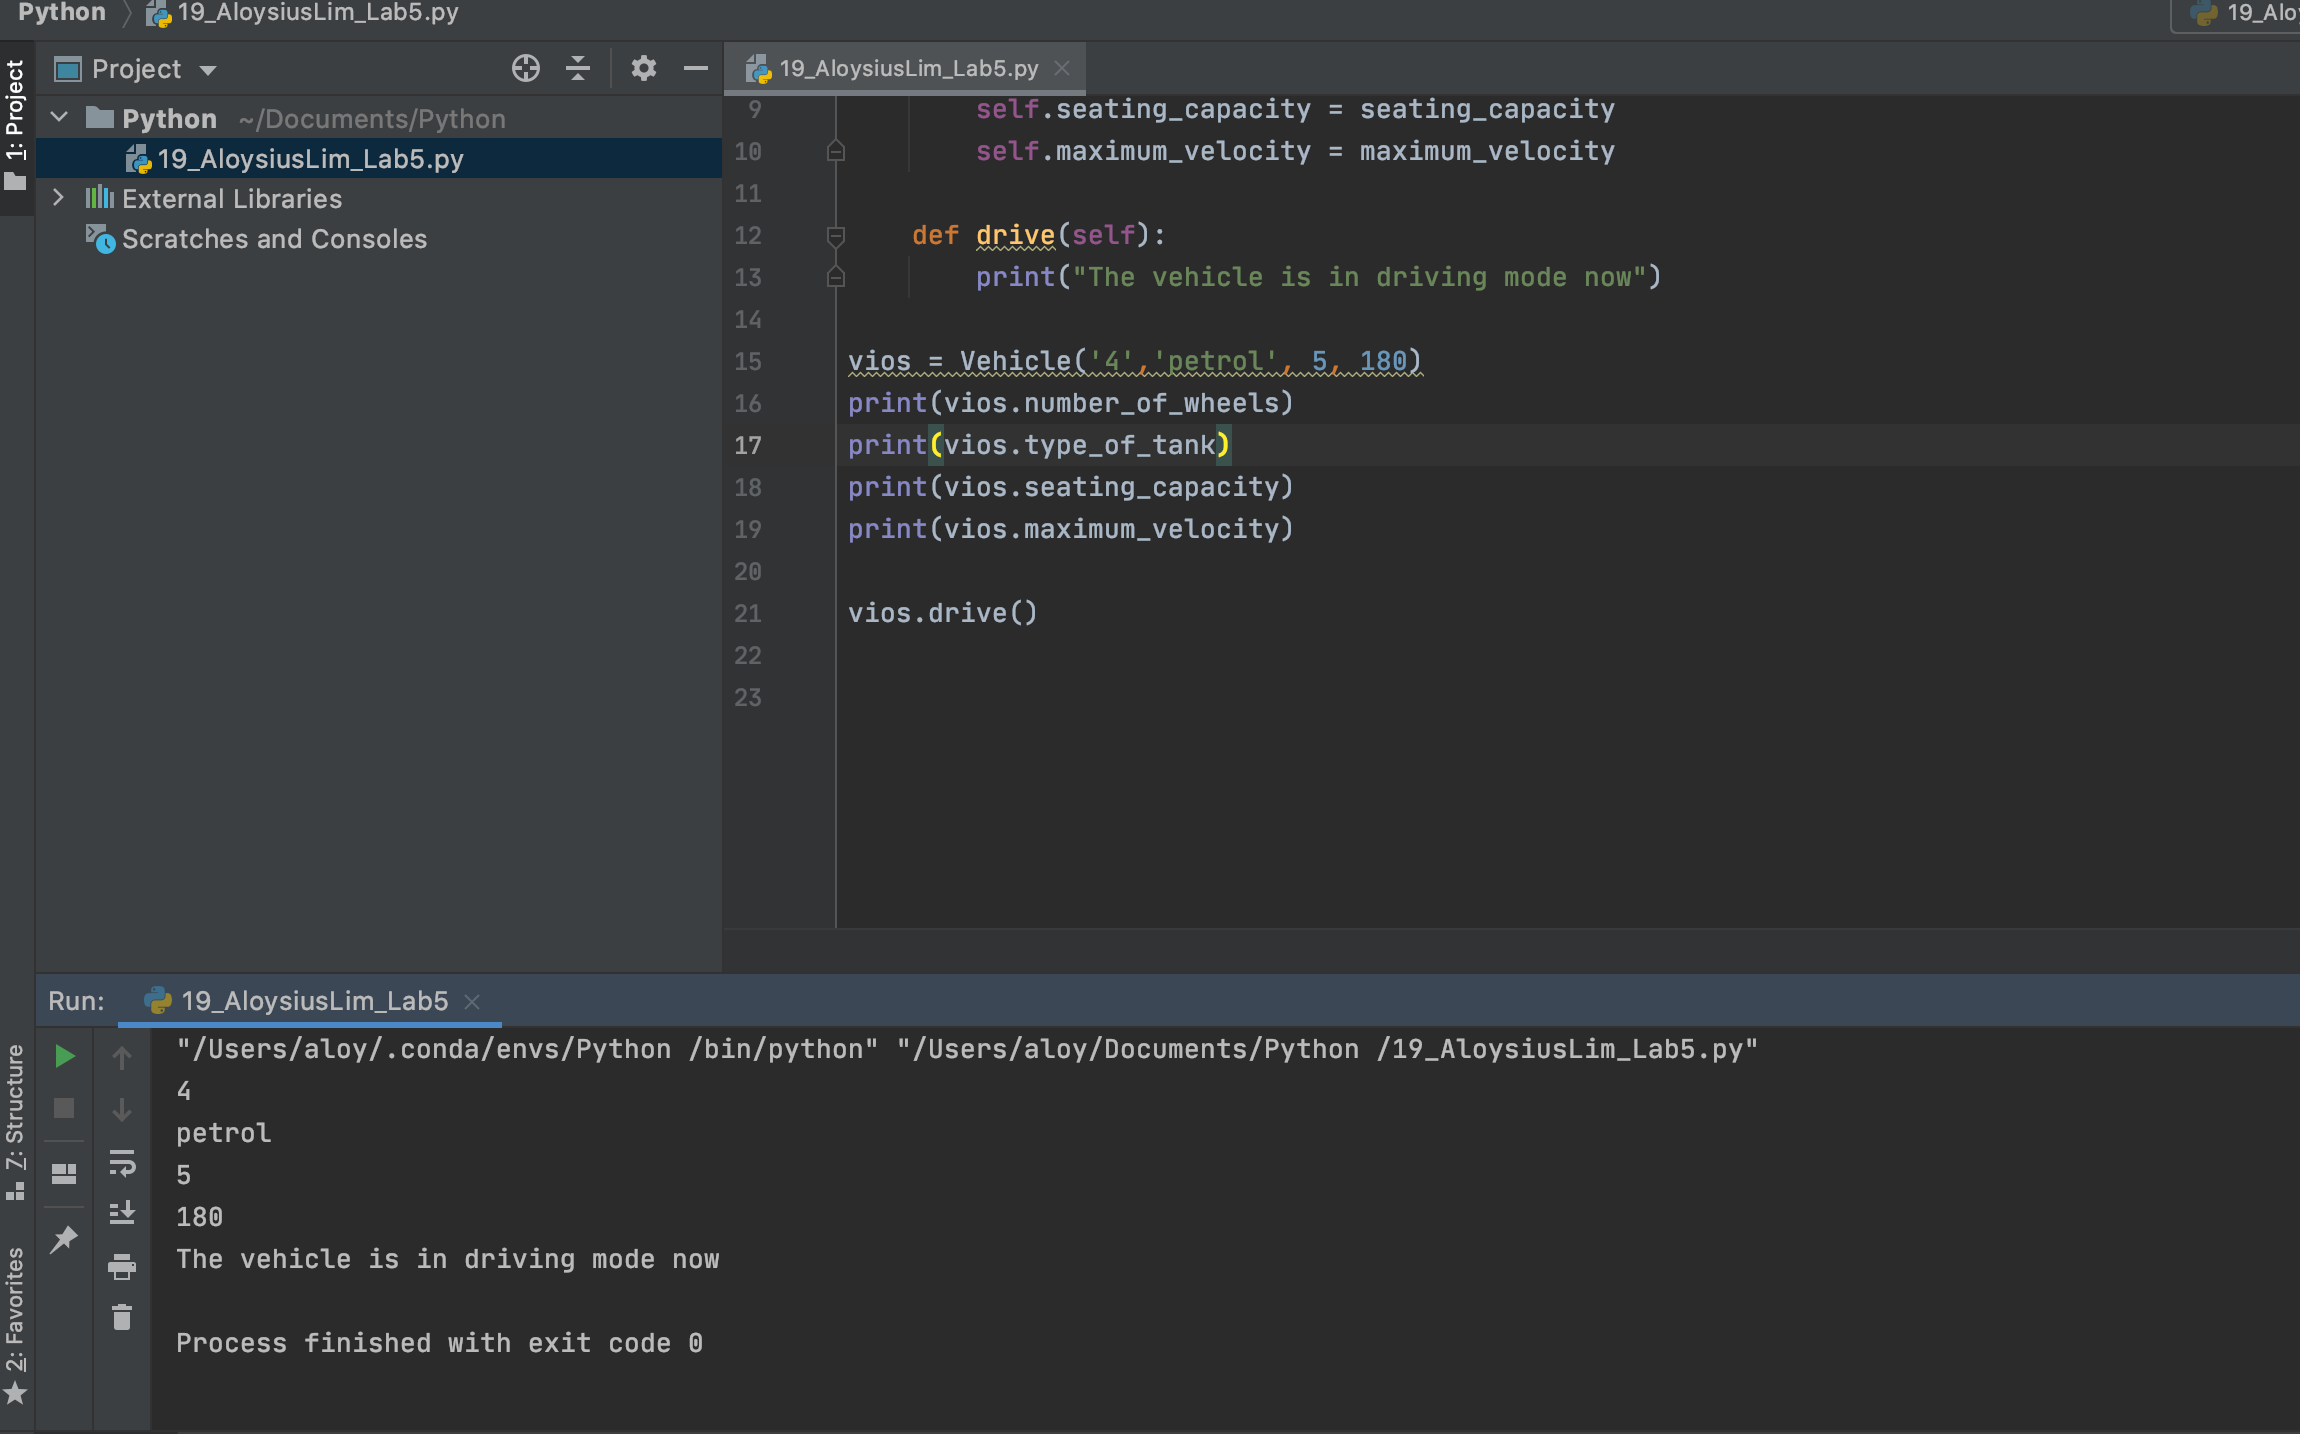 Python 19_AloysiusLim_Lab5.py
1: Project
Project
Python ~/Documents/Python
19_AloysiusLim_Lab5.py
External Libraries
Scratches and Consoles
19_AloysiusLim_Lab5.py
9 self.seating_capacity = seating_capacity
10 self.maximum_velocity = maximum_velocity
11
12 def drive(self):
13 print("The vehicle is in driving mode now")
14
15 vios = Vehicle('4','petrol', 5, 180)
16 print(vios.number_of_wheels)
17 print(vios.type_of_tank)
18 print(vios.seating_capacity)
19 print(vios.maximum_velocity)
20
21 vios.drive()
22
23
Run: 19_AloysiusLim_Lab5
"/Users/aloy/.conda/envs/Python /bin/python" "/Users/aloy/Documents/Python /19_AloysiusLim_Lab5.py"
4
petrol
5
180
The vehicle is in driving mode now
Process finished with exit code 0
7: Structure
2: Favorites